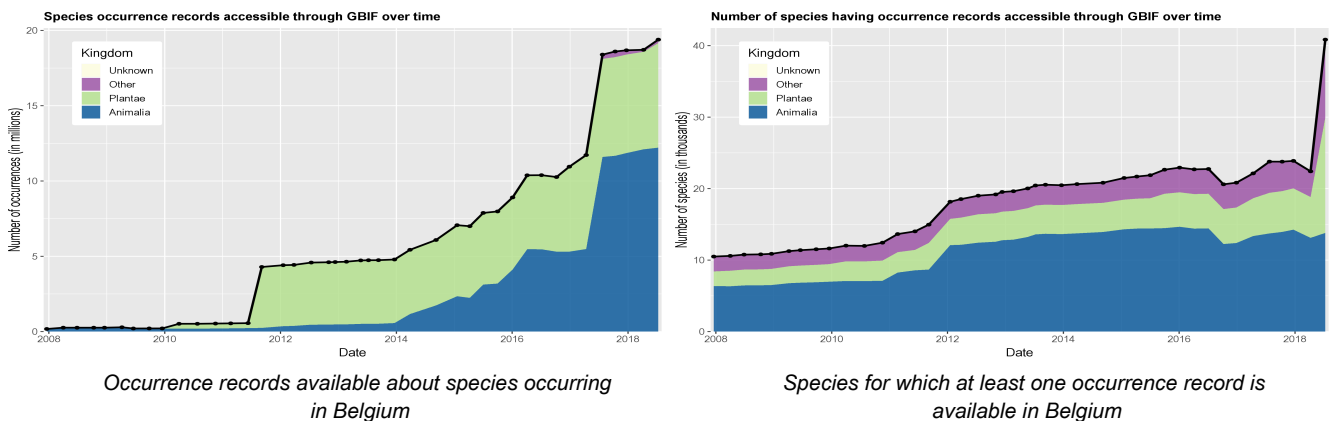 Species occurrence records accessible through GBIF over time
Number of occurrences (in millions)
20
15
10
5
0
Kingdom
Unknown
Other
Plantae
Animalia
2008
2010
2012
2014
2016
2018
Date
Occurrence records available about species occurring
in Belgium
Number of species having occurrence records accessible through GBIF over time
Number of species (in thousands)
40
30
20
10
0
Kingdom
Unknown
Other
Plantae
Animalia
2008
2010
2012
2014
2016
2018
Date
Species for which at least one occurrence record is
available in Belgium